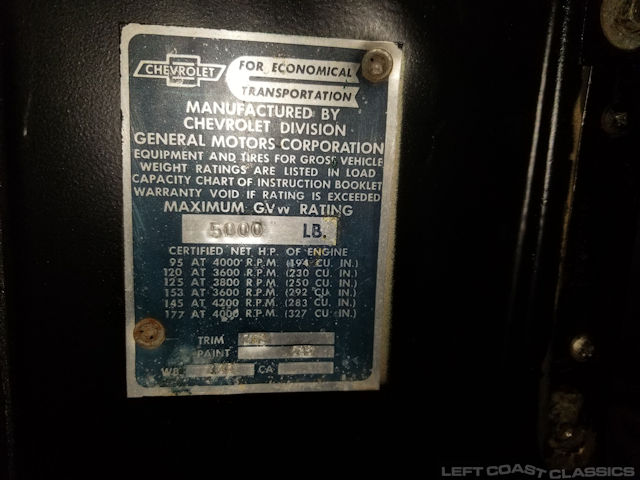 CHEVROLET
FOR ECONOMICAL
TRANSPORTATION
MANUFACTURED BY
CHEVROLET DIVISION
GENERAL MOTORS CORPORATION
EQUIPMENT AND TIRES FOR GROSS VEHICLE
WEIGHT RATINGS ARE LISTED IN LOAD
CAPACITY CHART OF INSTRUCTION BOOKLET
WARRANTY VOID IF RATING IS EXCEEDED
MAXIMUM GVW RATING
5000 LB.
CERTIFIED NET H.P. OF ENGINE
95 AT 4000 R.P.M. (194 CU. IN.)
120 AT 3600 R.P.M. (230 CU. IN.)
125 AT 3800 R.P.M. (250 CU. IN.)
153 AT 3600 R.P.M. (292 CU. IN.)
145 AT 4200 R.P.M. (283 CU. IN.)
177 AT 4000 R.P.M. (327 CU. IN.)
TRIM
PAINT
WB CA
LEFT COAST CLASSICS